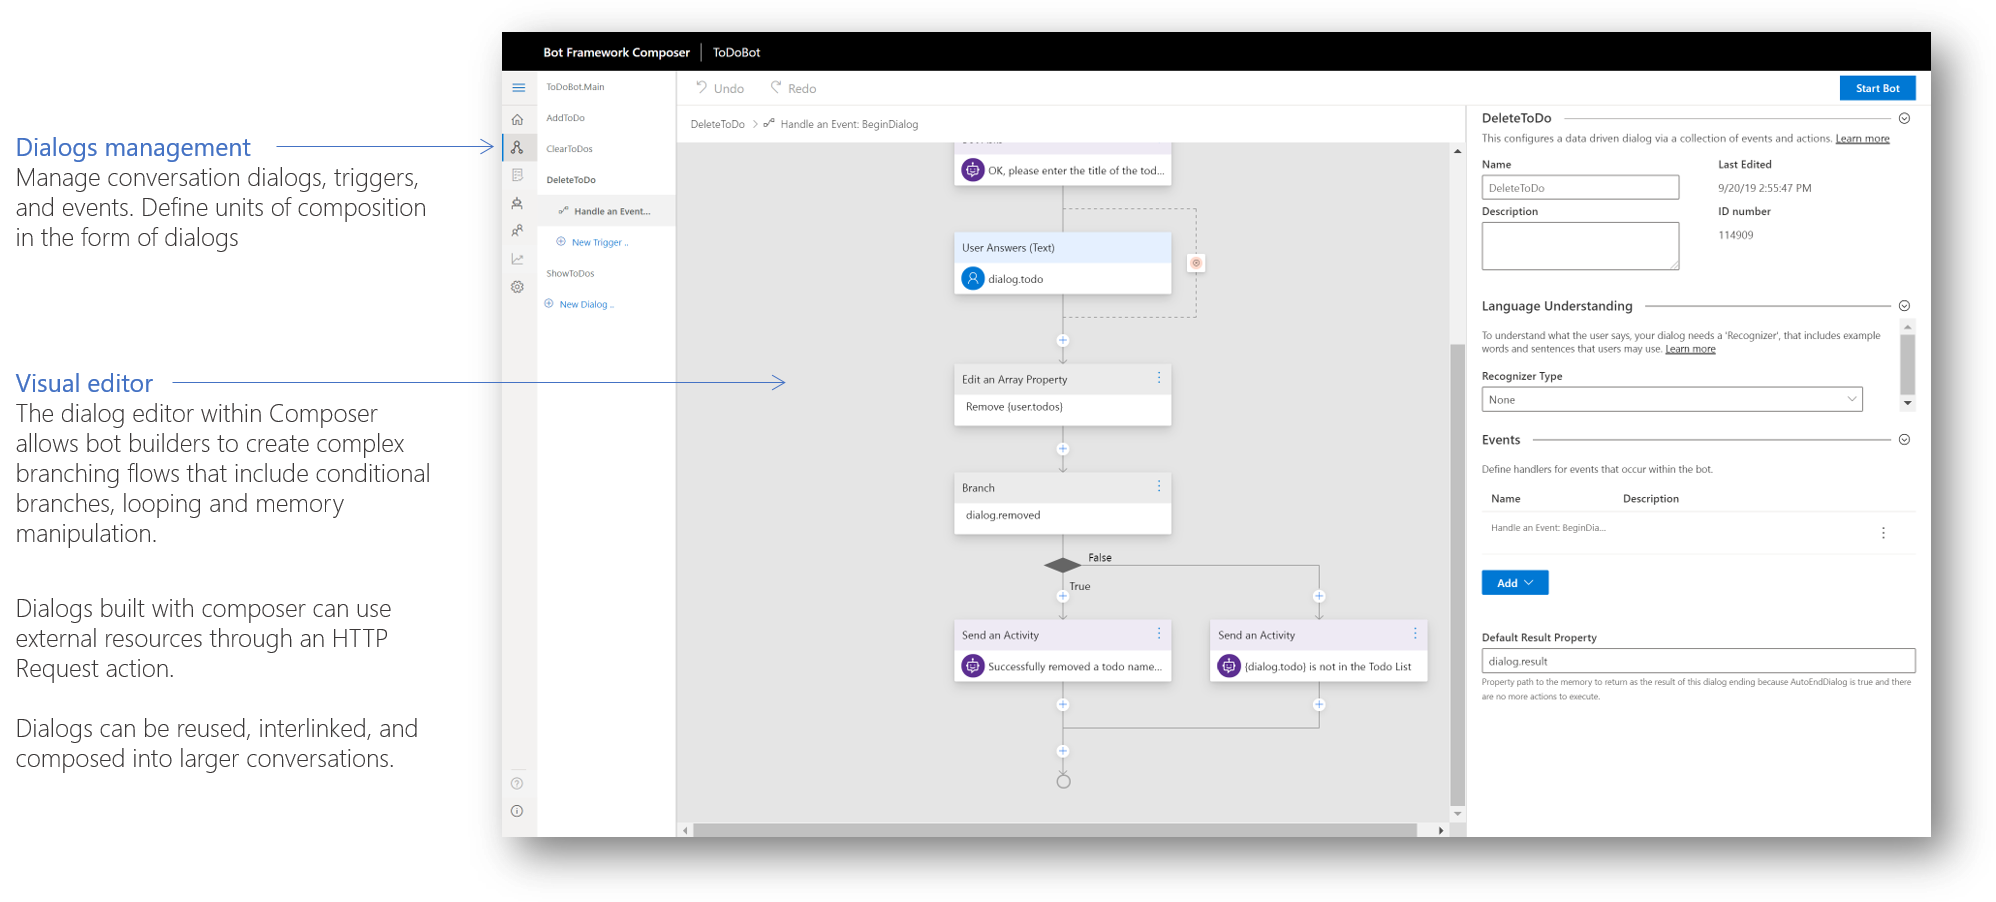 Dialogs management
Manage conversation dialogs, triggers,
and events. Define units of composition
in the form of dialogs
Visual editor
The dialog editor within Composer
allows bot builders to create complex
branching flows that include conditional
branches, looping and memory
manipulation.
Dialogs built with composer can use
external resources through an HTTP
Request action.
Dialogs can be reused, interlinked, and
composed into larger conversations.
Bot Framework Composer | ToDoBot
ToDoBot.Main
AddToDo
ClearToDos
DeleteToDo
Handle an Event...
New Trigger ..
ShowToDos
New Dialog ..
Undo Redo
Start Bot
DeleteToDo > Handle an Event: BeginDialog
OK, please enter the title of the tod...
User Answers (Text)
dialog.todo
Edit an Array Property
Remove {user.todos}
Branch
dialog.removed
False
True
Send an Activity
Successfully removed a todo name...
Send an Activity
{dialog.todo} is not in the Todo List
DeleteToDo
This configures a data driven dialog via a collection of events and actions. Learn more
Name
DeleteToDo
Last Edited
9/20/19 2:55:47 PM
Description
ID number
114909
Language Understanding
To understand what the user says, your dialog needs a 'Recognizer', that includes example
words and sentences that users may use. Learn more
Recognizer Type
None
Events
Define handlers for events that occur within the bot.
Name Description
Handle an Event: BeginDia...
Add
Default Result Property
dialog.result
Property path to the memory to return as the result of this dialog ending because AutoEndDialog is true and there
are no more actions to execute.